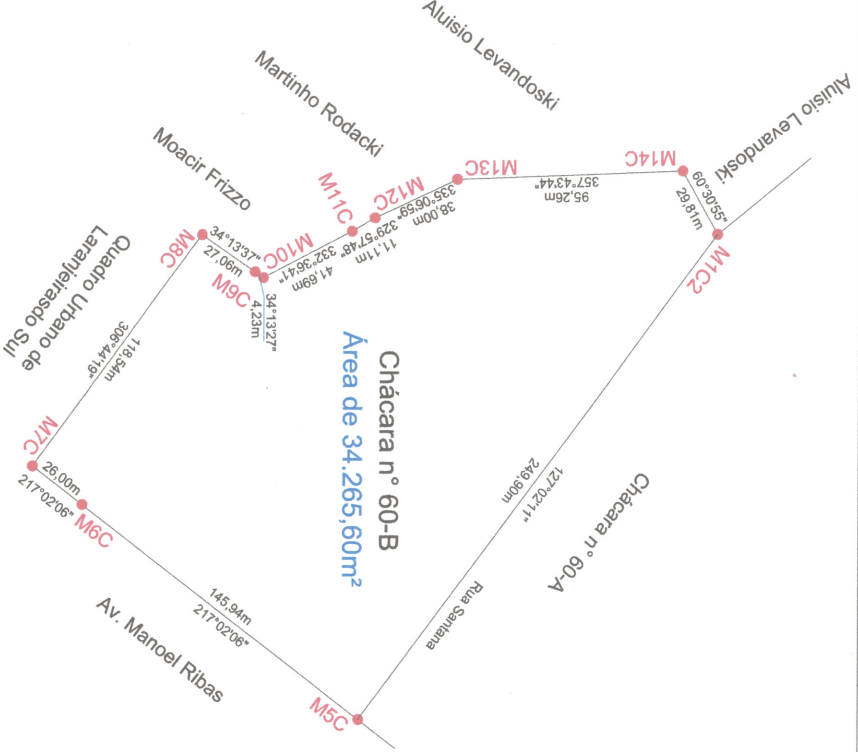 Aluisio Levandoski
Aluisio Levandoski
Martinho Rodacki
Moacir Frizzo
Quadro Urbano de
Laranjeirasdo Sul
M14C
60°30'55"
29,81m
M1C2
M13C
357°43'44"
95,26m
M12C
335°06'59"
38,00m
M11C
329°57'48"
11,11m
M10C
332°36'41"
41,69m
M9C
34°13'27"
4,23m
M8C
34°13'37"
27,06m
306°44'19"
118,54m
M7C
26,00m
217°02'06"
M6C
145,94m
217°02'06"
Av. Manoel Ribas
M5C
Rua Santana
127°02'11"
249,90m
Chácara n° 60-A
Chácara n° 60-B
Área de 34.265,60m²